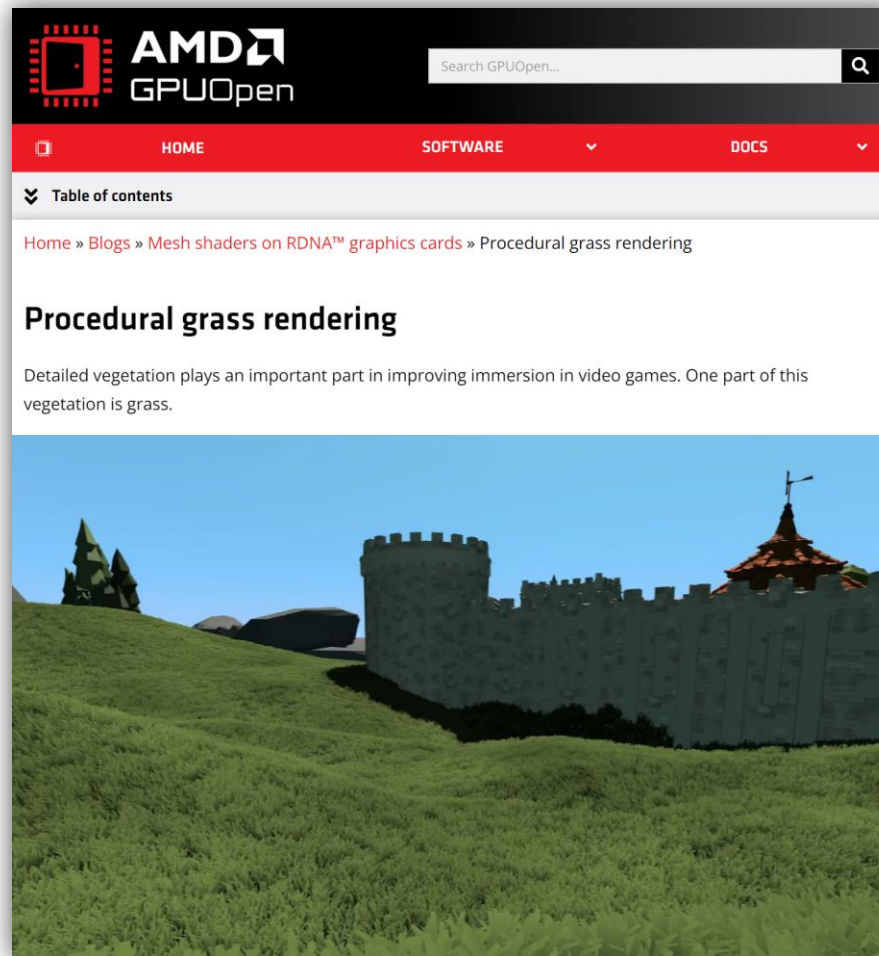 AMD
GPUOpen
Search GPUOpen...
HOME SOFTWARE DOCS
Table of contents
Home » Blogs » Mesh shaders on RDNA™ graphics cards » Procedural grass rendering
Procedural grass rendering
Detailed vegetation plays an important part in improving immersion in video games. One part of this
vegetation is grass.